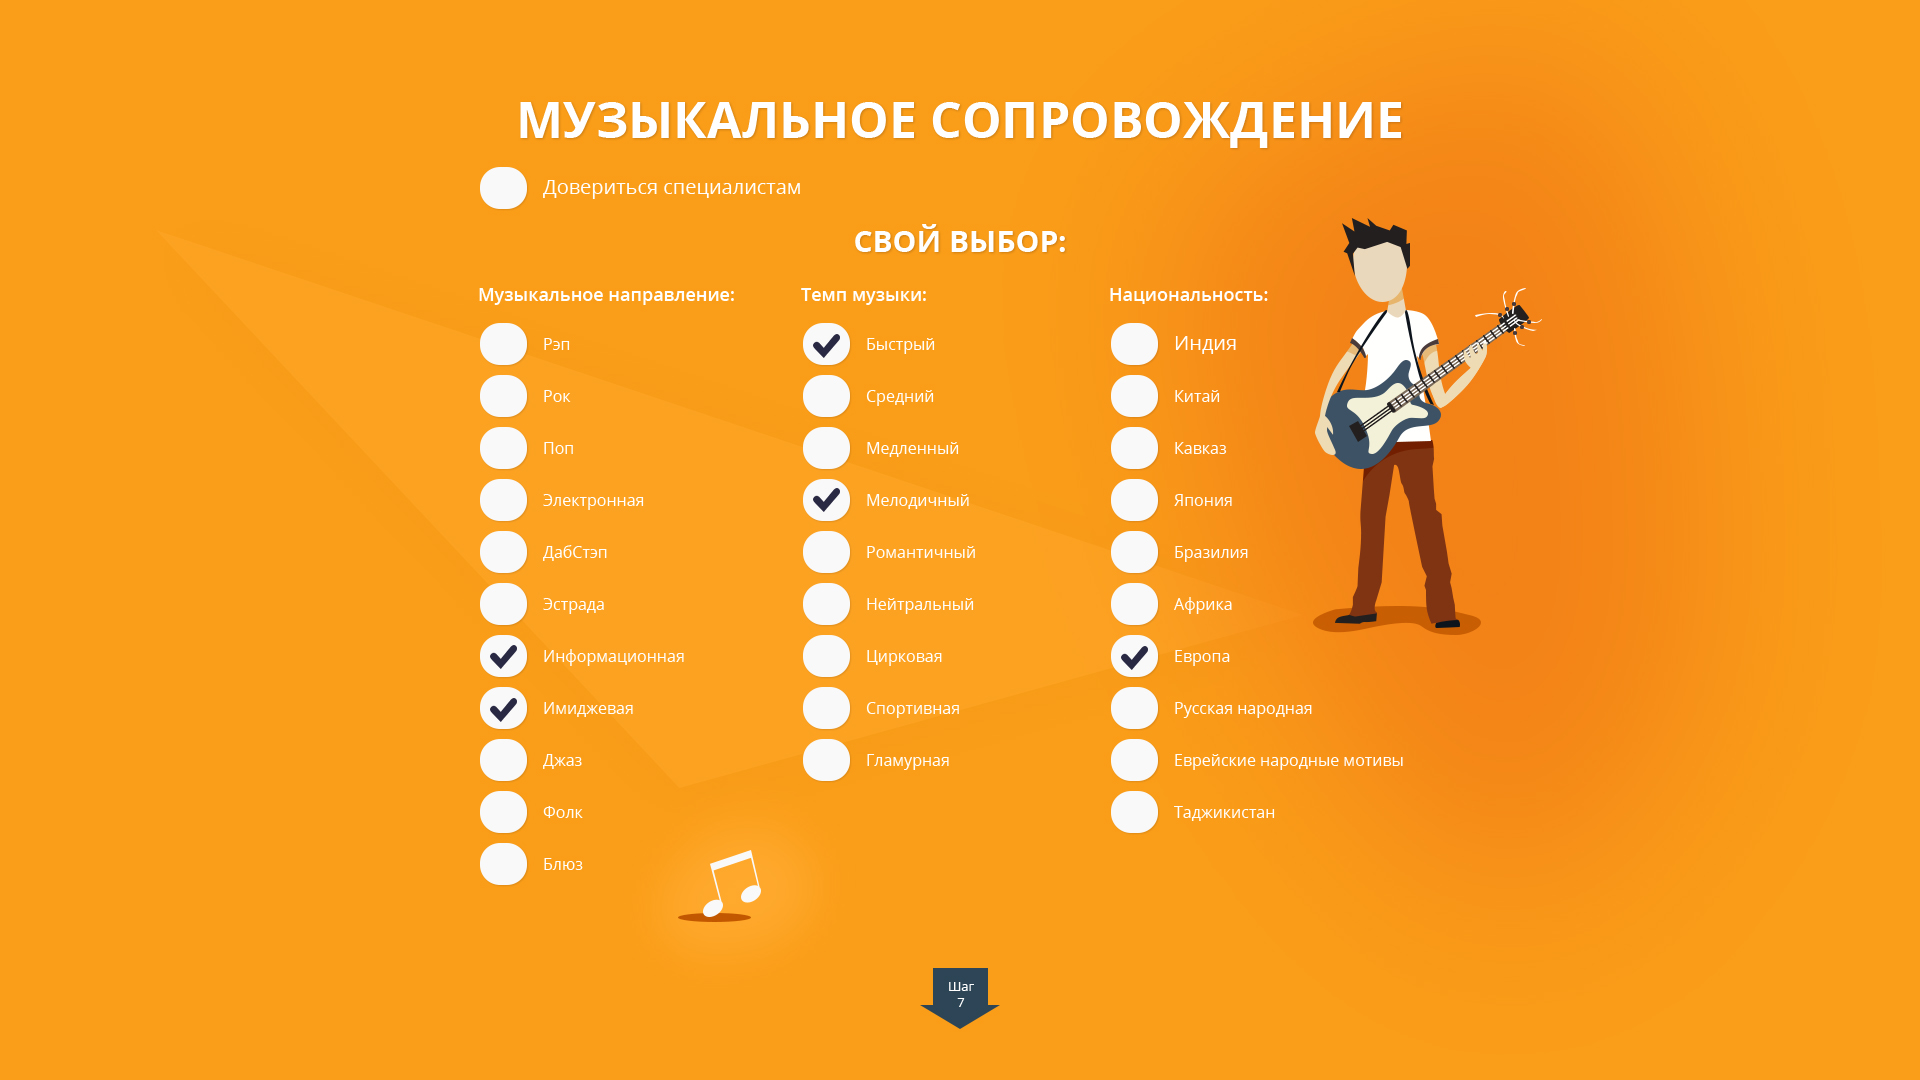 МУЗЫКАЛЬНОЕ СОПРОВОЖДЕНИЕ
Довериться специалистам
СВОЙ ВЫБОР:
Музыкальное направление:
Рэп
Рок
Поп
Электронная
ДабСтэп
Эстрада
Информационная
Имиджевая
Джаз
Фолк
Блюз
Темп музыки:
Быстрый
Средний
Медленный
Мелодичный
Романтичный
Нейтральный
Цирковая
Спортивная
Гламурная
Национальность:
Индия
Китай
Кавказ
Япония
Бразилия
Африка
Европа
Русская народная
Еврейские народные мотивы
Таджикистан
Шаг
7